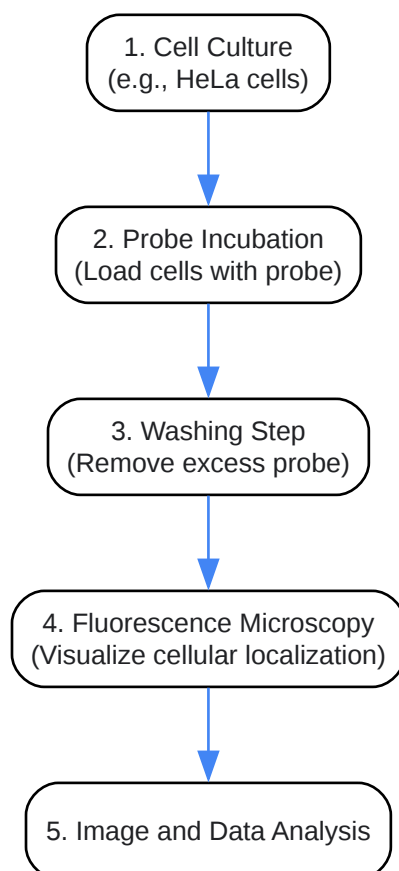 1. Cell Culture
(e.g., HeLa cells)
2. Probe Incubation
(Load cells with probe)
3. Washing Step
(Remove excess probe)
4. Fluorescence Microscopy
(Visualize cellular localization)
5. Image and Data Analysis